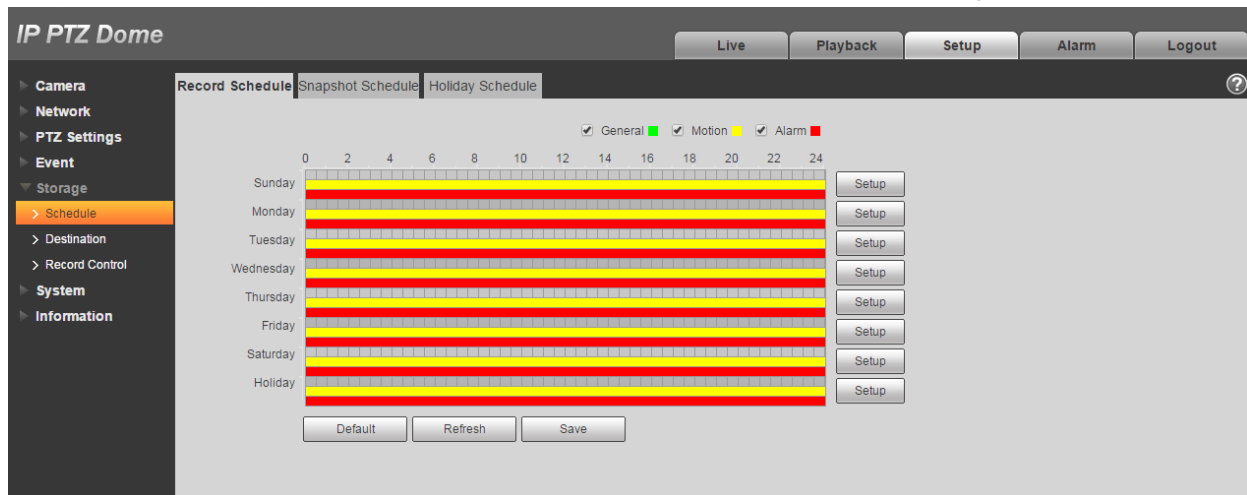 IP PTZ Dome
Live Playback Setup Alarm Logout
Camera
Network
PTZ Settings
Event
Storage
Schedule
Destination
Record Control
System
Information
Record Schedule Snapshot Schedule Holiday Schedule ?
General Motion Alarm
0 2 4 6 8 10 12 14 16 18 20 22 24
Sunday Setup
Monday Setup
Tuesday Setup
Wednesday Setup
Thursday Setup
Friday Setup
Saturday Setup
Holiday Setup
Default Refresh Save